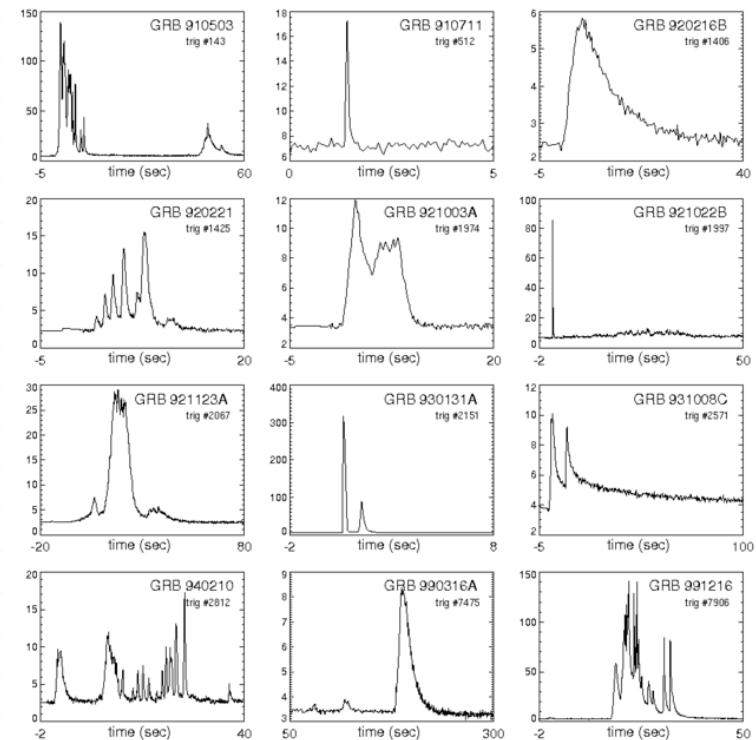 150
GRB 910503
trig #143
100
50
0
-5
time (sec)
60
18
GRB 910711
trig #512
16
14
12
10
8
6
0
time (sec)
5
6
GRB 920216B
trig #1406
5
4
3
2
-5
time (sec)
40
20
GRB 920221
trig #1425
15
10
5
0
-5
time (sec)
20
12
GRB 921003A
trig #1974
10
8
6
4
2
-5
time (sec)
20
100
GRB 921022B
trig #1997
80
60
40
20
0
-2
time (sec)
50
30
GRB 921123A
trig #2067
25
20
15
10
5
0
-20
time (sec)
80
400
GRB 930131A
trig #2151
300
200
100
0
-2
time (sec)
8
12
GRB 931008C
trig #2571
10
8
6
4
2
-5
time (sec)
100
20
GRB 940210
trig #2812
15
10
5
0
-2
time (sec)
40
9
GRB 990316A
trig #7475
8
7
6
5
4
3
50
time (sec)
300
150
GRB 991216
trig #7906
100
50
0
-2
time (sec)
50